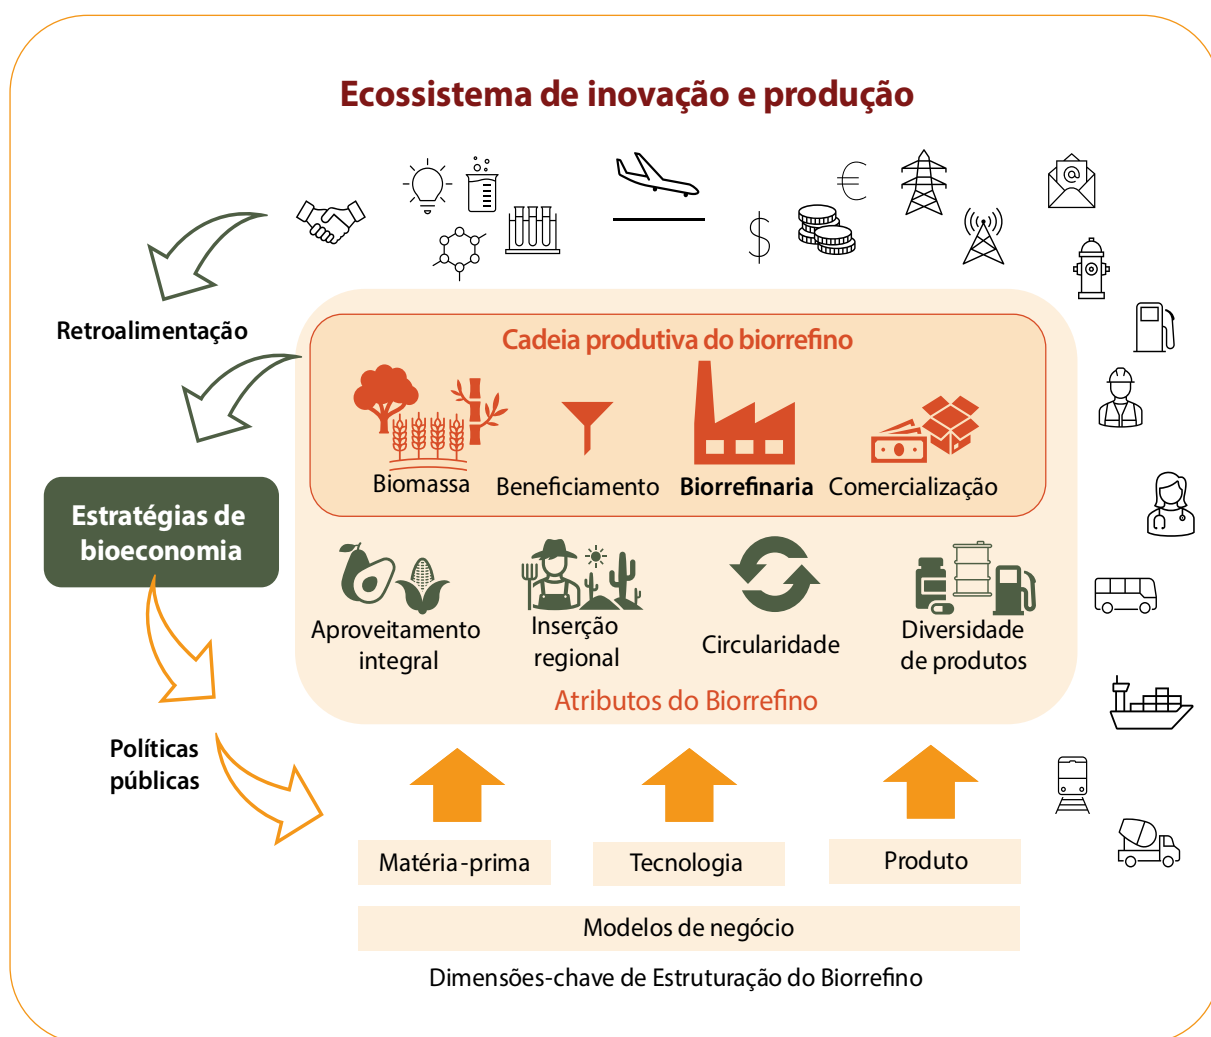 Ecossistema de inovação e produção
€
@
$
Retroalimentação
Cadeia produtiva do biorrefino
Biomassa
Beneficiamento
Biorrefinaria
Comercialização
Estratégias de
bioeconomia
Aproveitamento
integral
Inserção
regional
Circularidade
Diversidade
de produtos
Atributos do Biorrefino
Políticas
públicas
Matéria-prima
Tecnologia
Produto
Modelos de negócio
Dimensões-chave de Estruturação do Biorrefino